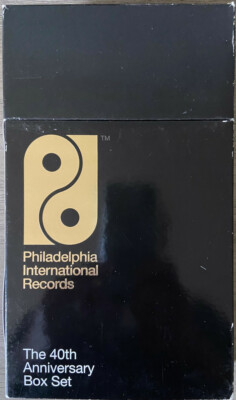 TM
Philadelphia
International
Records
The 40th
Anniversary
Box Set